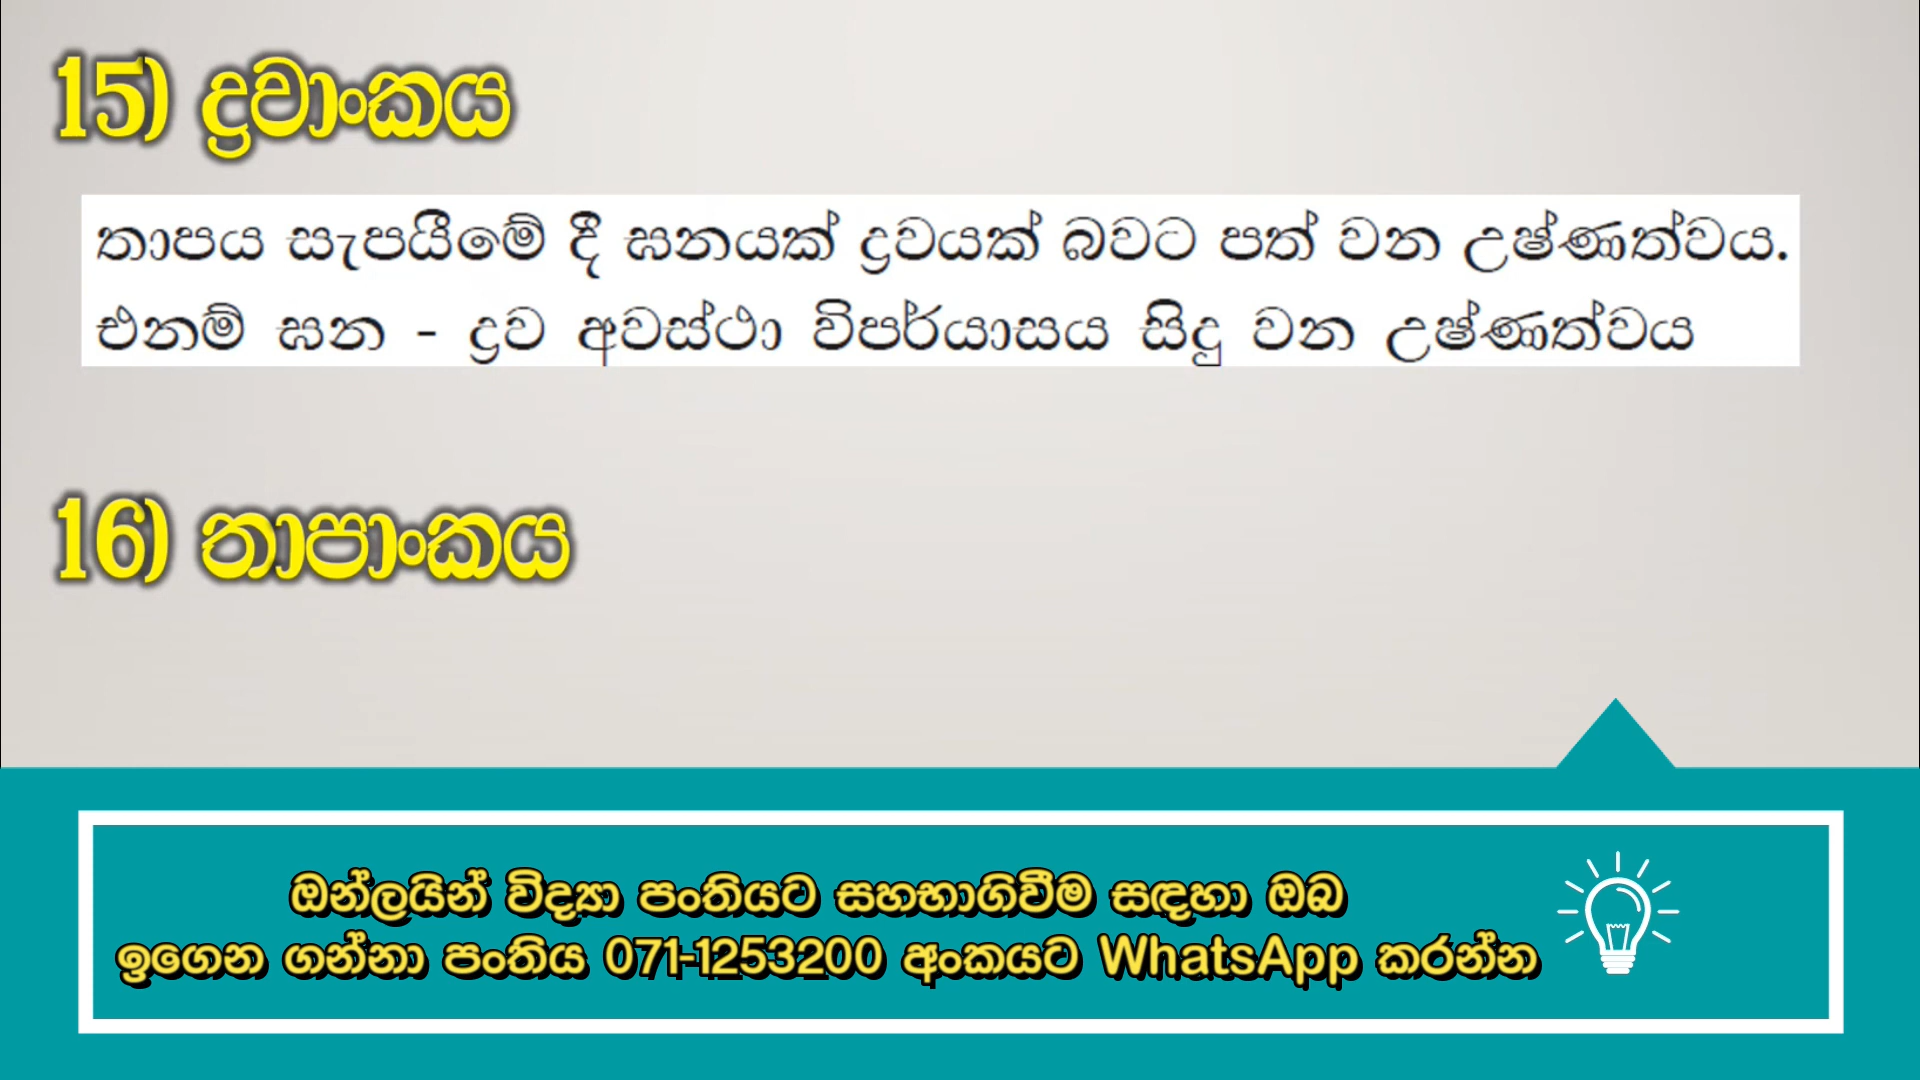 15) ද්‍රවාංකය
තාපය සැපයීමේ දී ඝනයක් ද්‍රවයක් බවට පත් වන උෂ්ණත්වය.
එනම් ඝන - ද්‍රව අවස්ථා විපර්යාසය සිදු වන උෂ්ණත්වය
16) තාපාංකය
ඔන්ලයින් විද්‍යා පංතියට සහභාගිවීම සඳහා ඔබ
ඉගෙන ගන්නා පංතිය 071-1253200 අංකයට WhatsApp කරන්න